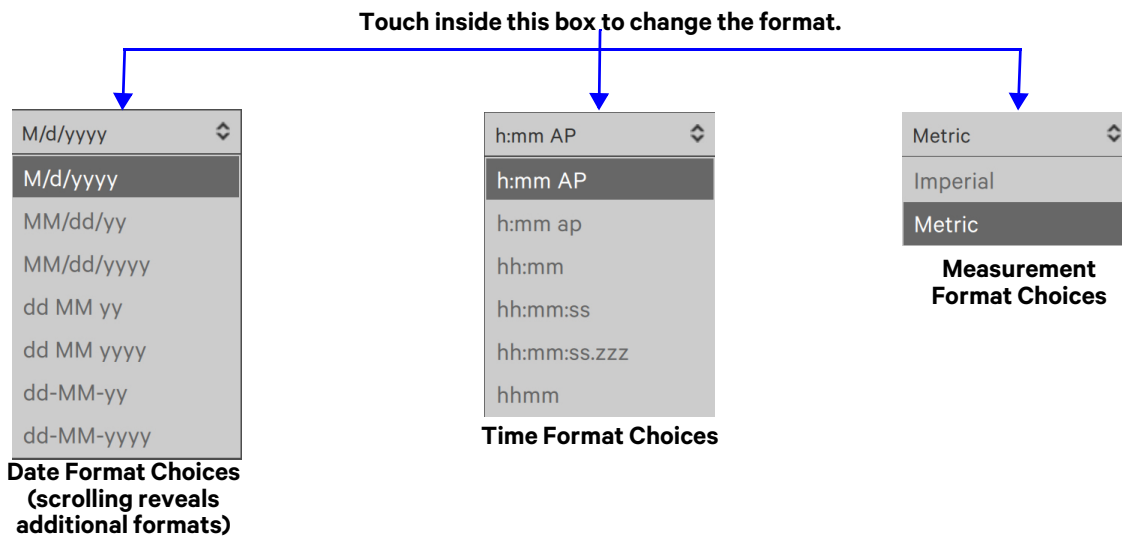 Touch inside this box to change the format.
M/d/yyyy
M/d/yyyy
MM/dd/yy
MM/dd/yyyy
dd MM yy
dd MM yyyy
dd-MM-yy
dd-MM-yyyy
Date Format Choices
(scrolling reveals
additional formats)
h:mm AP
h:mm AP
h:mm ap
hh:mm
hh:mm:ss
hh:mm:ss.zzz
hhmm
Time Format Choices
Metric
Imperial
Metric
Measurement
Format Choices